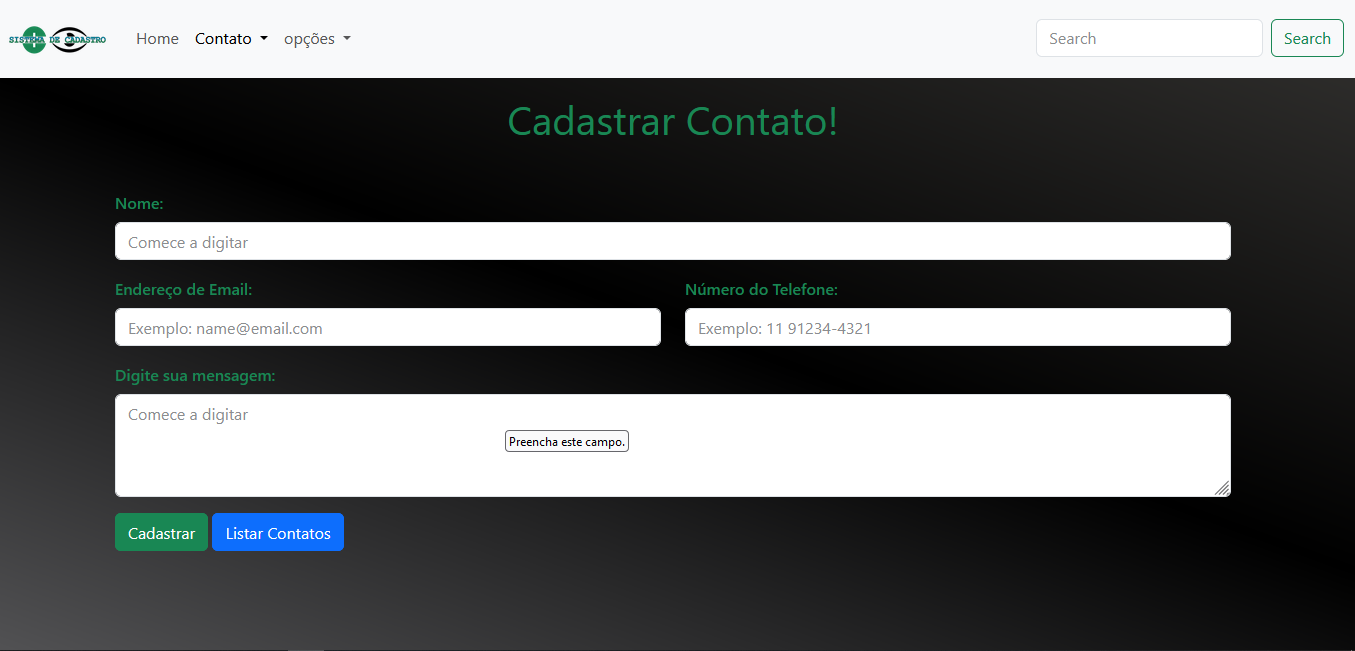 SISTEMA DE CADASTRO
Home
Contato
opções
Search
Search
Cadastrar Contato!
Nome:
Comece a digitar
Endereço de Email:
Número do Telefone:
Exemplo: name@email.com
Exemplo: 11 91234-4321
Digite sua mensagem:
Comece a digitar
Preencha este campo.
Cadastrar
Listar Contatos